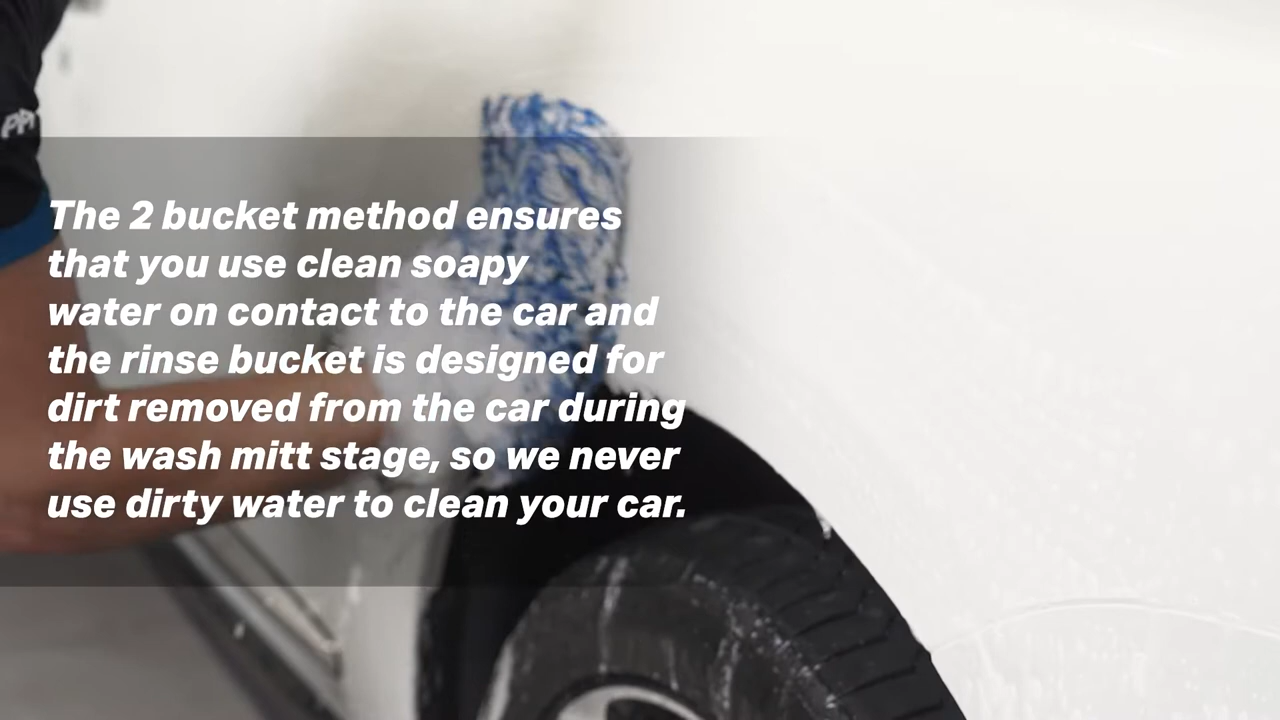 The 2 bucket method ensures
that you use clean soapy
water on contact to the car and
the rinse bucket is designed for
dirt removed from the car during
the wash mitt stage, so we never
use dirty water to clean your car.